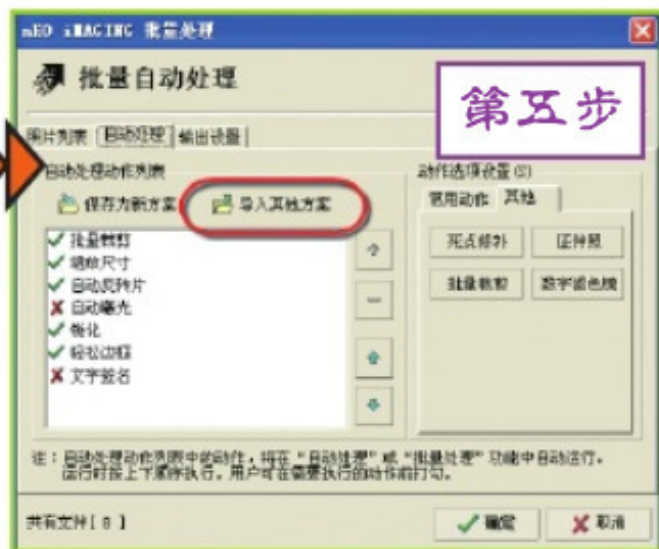 nEO iMAGING 批量处理
批量自动处理
第五步
照片列表 自动处理 输出设置
自动处理动作列表
保存为新方案 导入其他方案
批量裁剪
缩放尺寸
自动反转片
自动曝光
锐化
轻松边框
文字签名
动作选项设置(S)
常用动作 其他
死点修补 证件照
批量裁剪 数字滤色镜
注：自动处理动作列表中的动作，将在“自动处理”或“批量处理”功能中自动运行。
运行时按上下顺序执行。用户可在需要执行的动作前打勾。
共有文件[ 8 ]
确定 取消